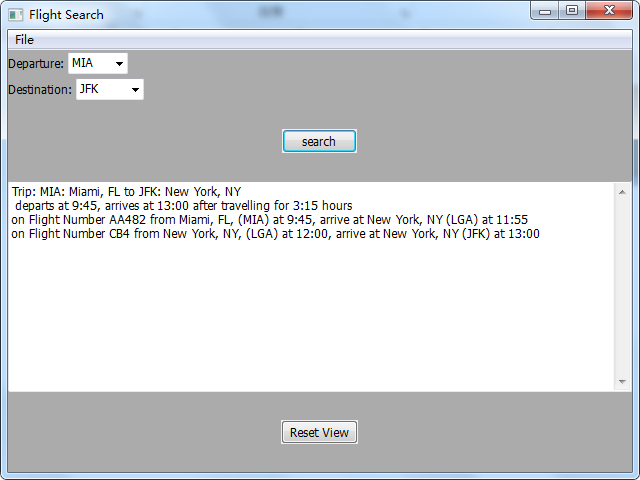 Flight Search
File
Departure: MIA
Destination: JFK
search
Trip: MIA: Miami, FL to JFK: New York, NY
departs at 9:45, arrives at 13:00 after travelling for 3:15 hours
on Flight Number AA482 from Miami, FL, (MIA) at 9:45, arrive at New York, NY (LGA) at 11:55
on Flight Number CB4 from New York, NY, (LGA) at 12:00, arrive at New York, NY (JFK) at 13:00
Reset View